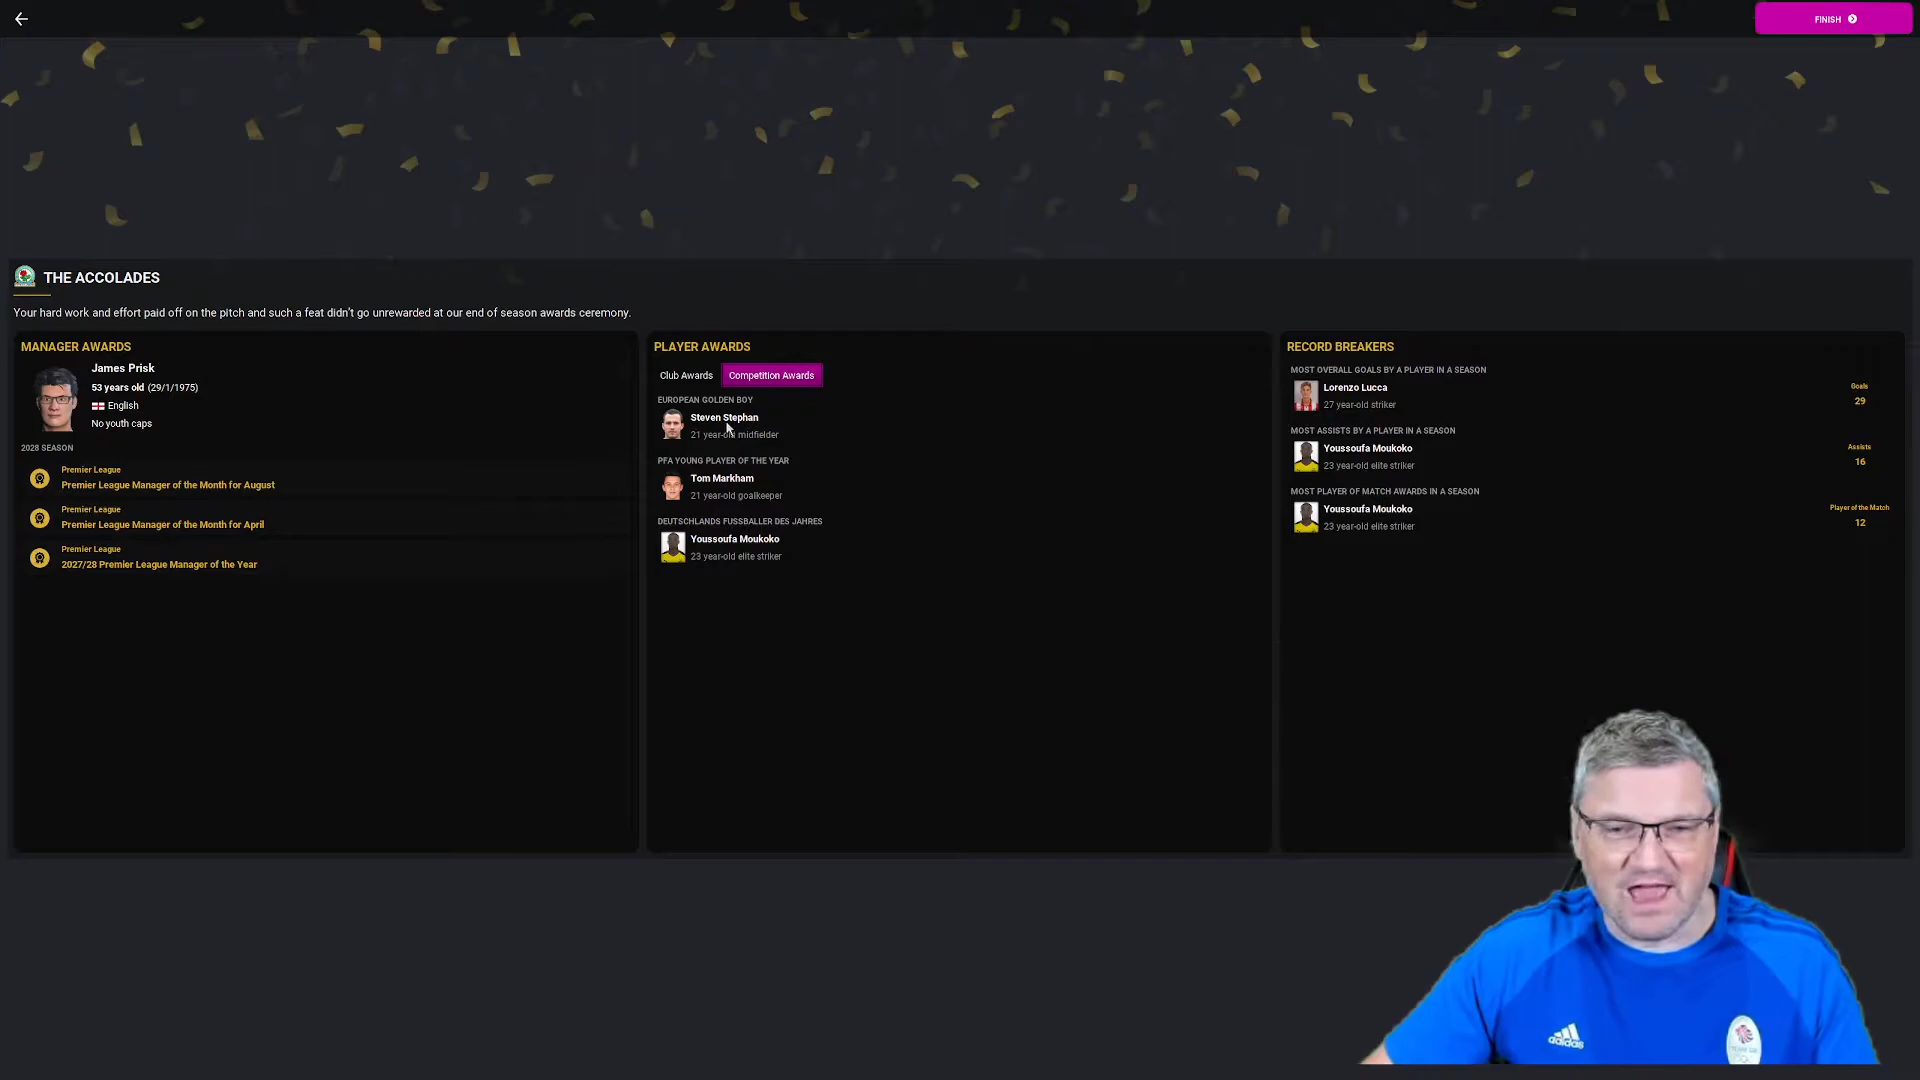 FINISH
THE ACCOLADES
Your hard work and effort paid off on the pitch and such a feat didn't go unrewarded at our end of season awards ceremony.
MANAGER AWARDS
James Prisk
53 years old (29/1/1975)
English
No youth caps
2028 SEASON
Premier League
Premier League Manager of the Month for August
Premier League
Premier League Manager of the Month for April
Premier League
2027/28 Premier League Manager of the Year
PLAYER AWARDS
Club Awards Competition Awards
EUROPEAN GOLDEN BOY
Steven Stephan
21 year-old midfielder
PFA YOUNG PLAYER OF THE YEAR
Tom Markham
21 year-old goalkeeper
DEUTSCHLANDS FUSSBALLER DES JAHRES
Youssoufa Moukoko
23 year-old elite striker
RECORD BREAKERS
MOST OVERALL GOALS BY A PLAYER IN A SEASON
Lorenzo Lucca
27 year-old striker
Goals
29
MOST ASSISTS BY A PLAYER IN A SEASON
Youssoufa Moukoko
23 year-old elite striker
Assists
16
MOST PLAYER OF MATCH AWARDS IN A SEASON
Youssoufa Moukoko
23 year-old elite striker
Player of the Match
12
adidas
TEAM GB